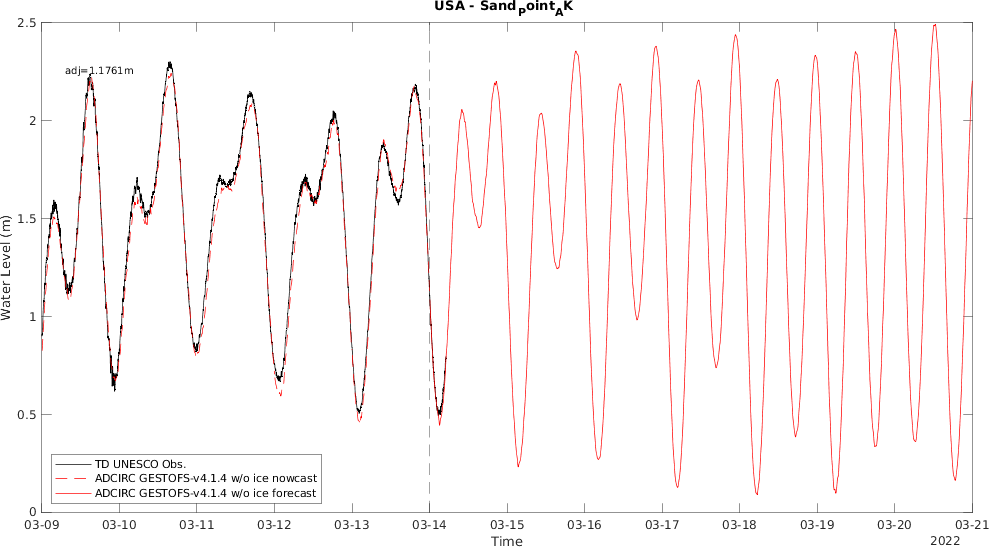 USA - Sand_Point_AK
adj=1.1761m
2.5
2
1.5
1
0.5
0
Water Level (m)
TD UNESCO Obs.
ADCIRC GESTOFS-v4.1.4 w/o ice nowcast
ADCIRC GESTOFS-v4.1.4 w/o ice forecast
03-09 03-10 03-11 03-12 03-13 03-14 03-15 03-16 03-17 03-18 03-19 03-20 03-21
Time
2022